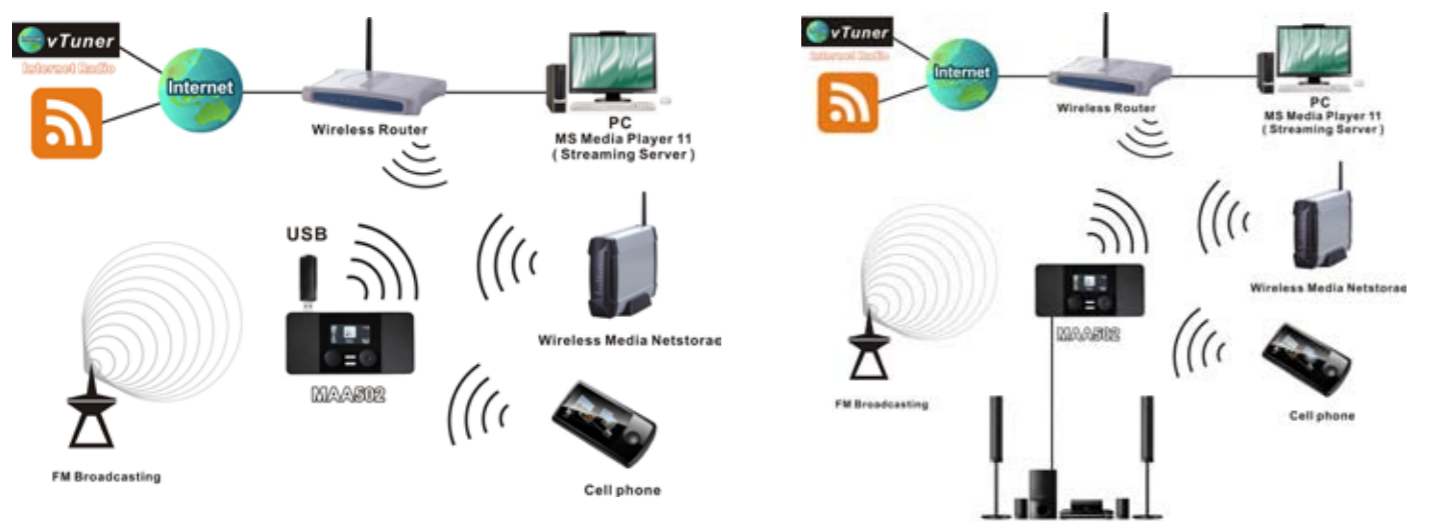 vTuner
Internet Radio
Internet
Wireless Router
PC
MS Media Player 11
( Streaming Server )
USB
Wireless Media Netstorae
MAA502
FM Broadcasting
Cell phone
vTuner
Internet Radio
Internet
Wireless Router
PC
MS Media Player 11
( Streaming Server )
Wireless Media Netstorae
MAA502
FM Broadcasting
Cell phone